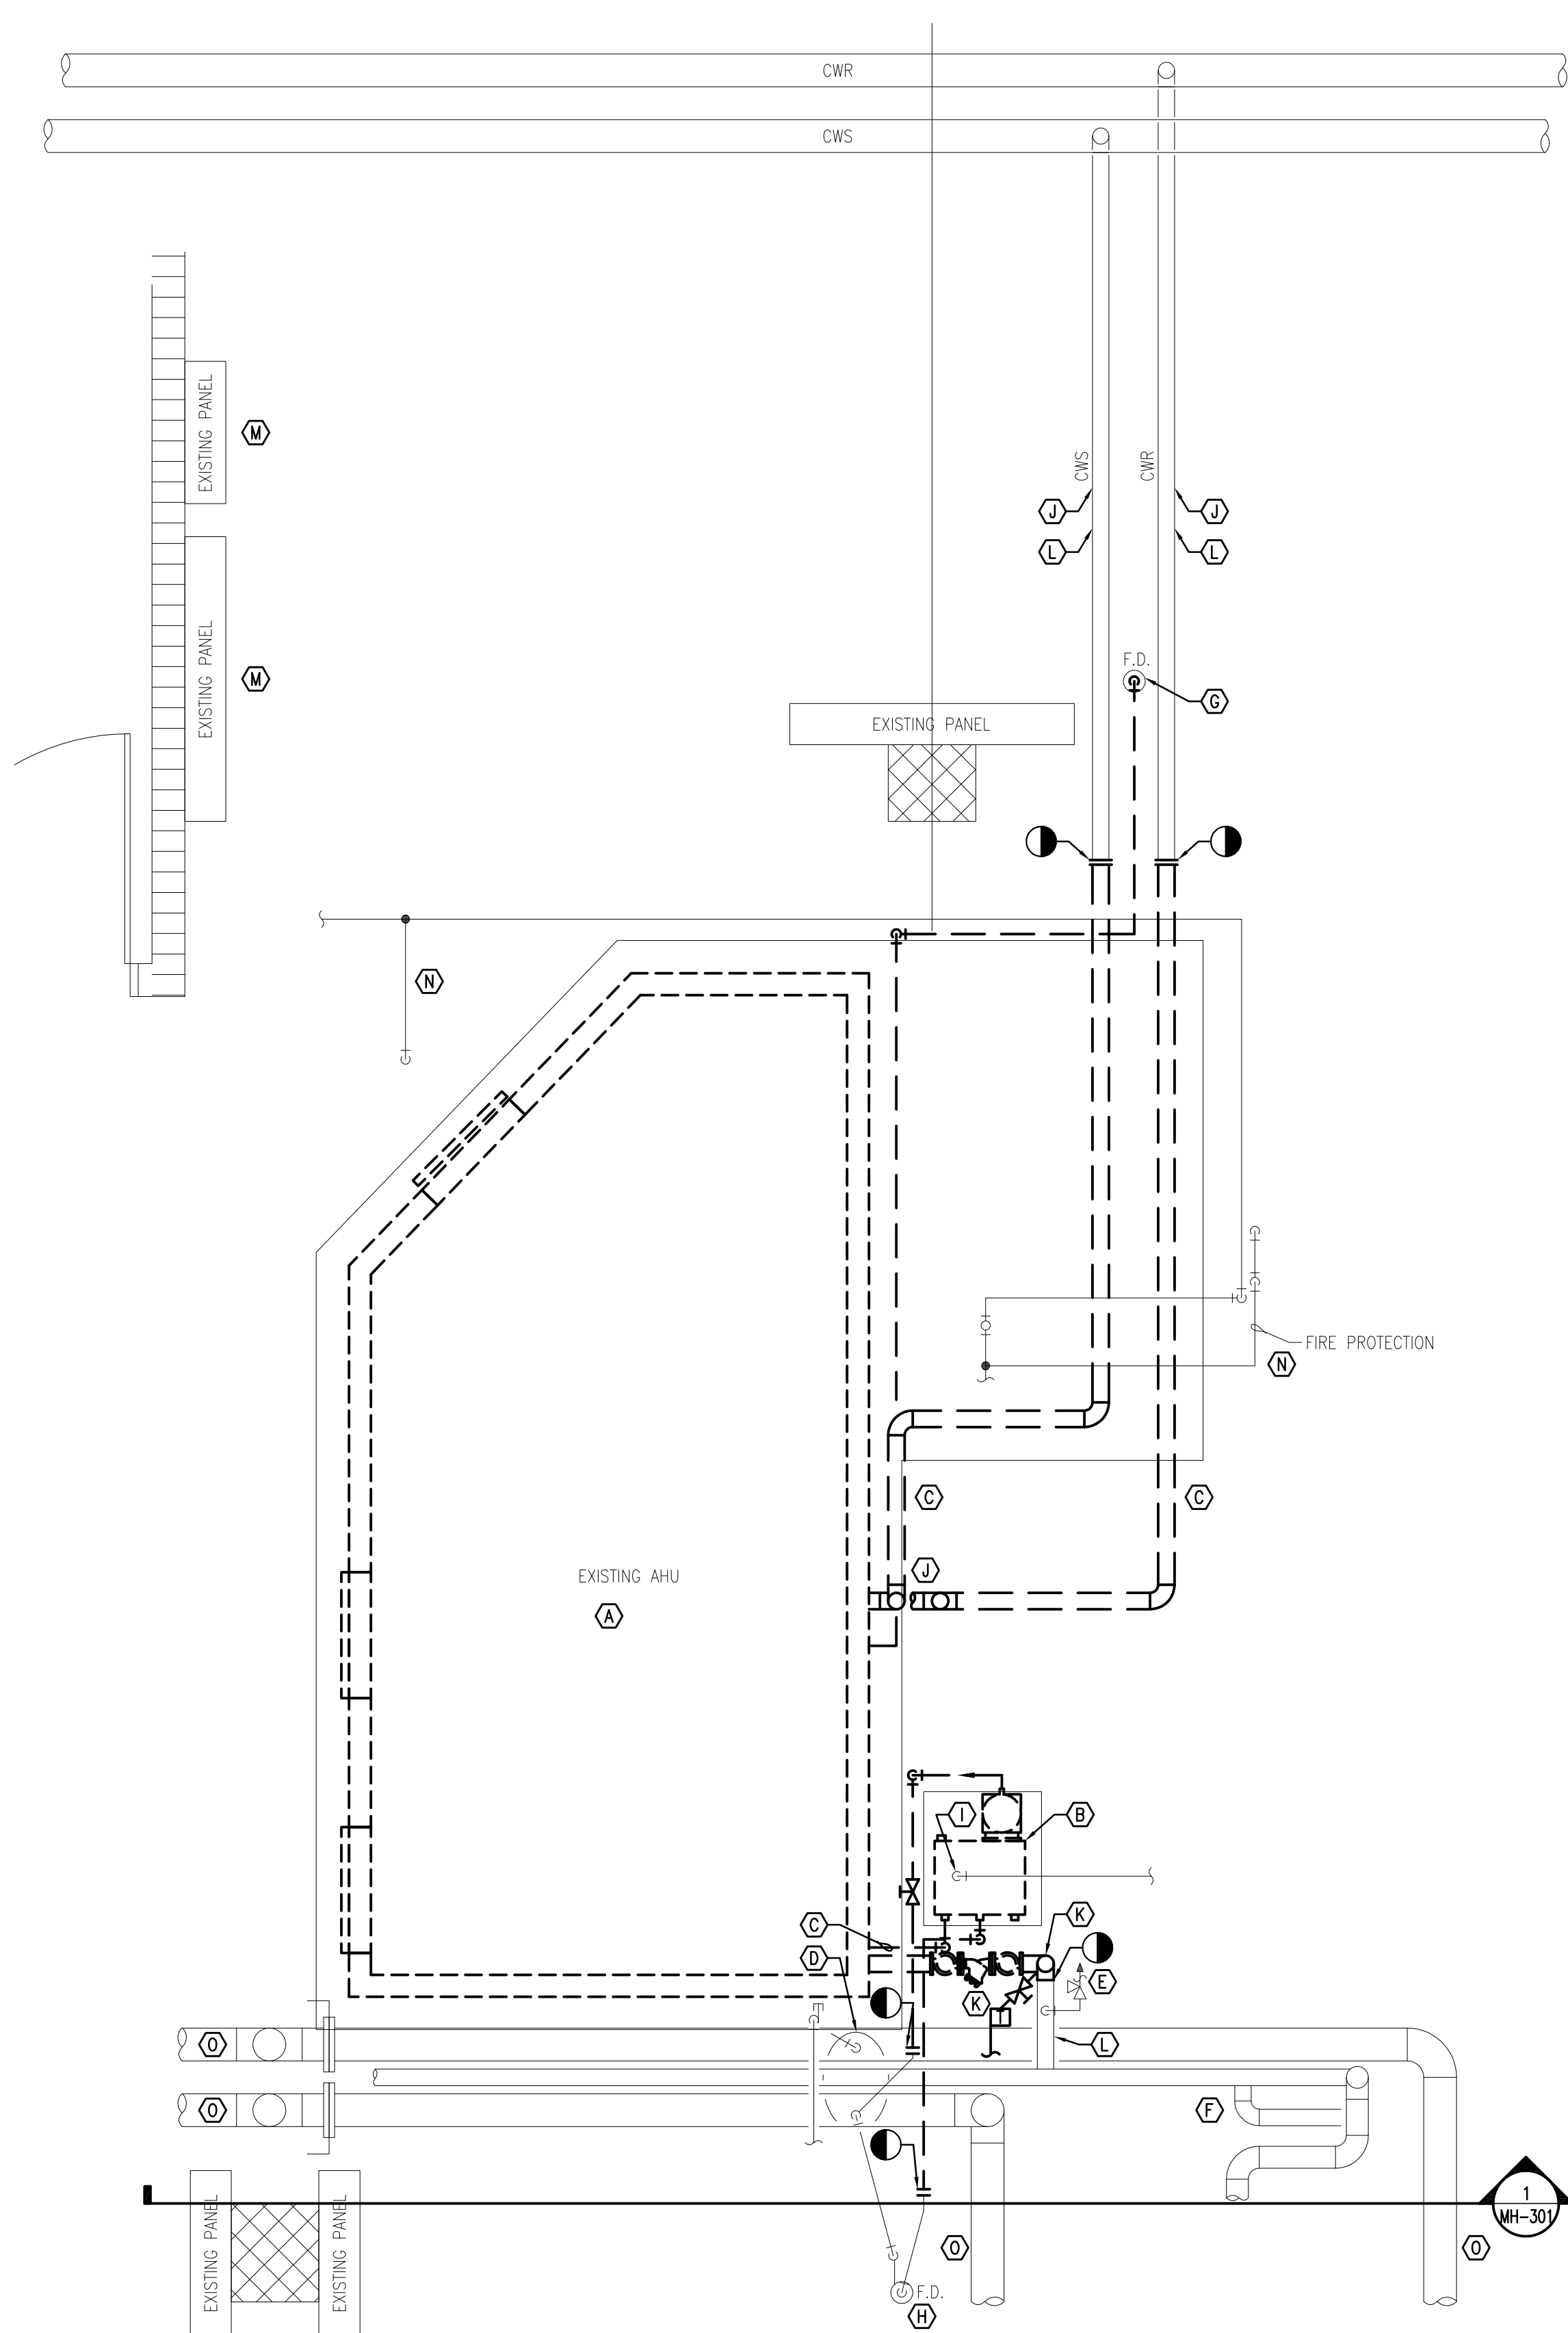 CWR
CWS
EXISTING PANEL
M
CWS
CWR
J
J
L
L
EXISTING PANEL
M
F.D.
G
EXISTING PANEL
N
FIRE PROTECTION
N
C
C
J
EXISTING AHU
A
I
B
K
C
D
E
K
T
O
L
O
F
1
MH-301
EXISTING PANEL
EXISTING PANEL
O
O
F.D.
H